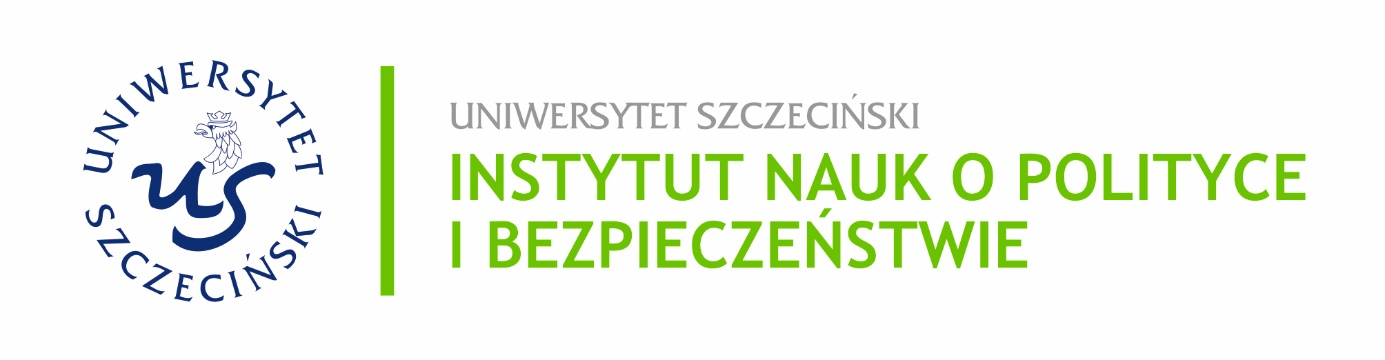 UNIWERSYTET
SZCZECIŃSKI
us
UNIWERSYTET SZCZECIŃSKI
INSTYTUT NAUK O POLITYCE
I BEZPIECZEŃSTWIE